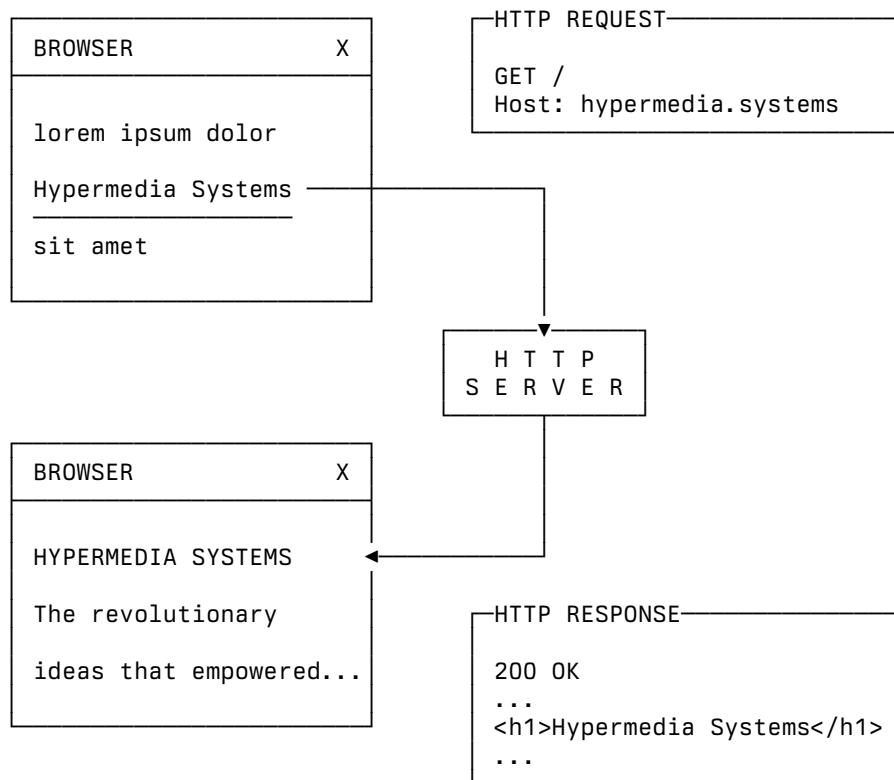 BROWSER X
lorem ipsum dolor
Hypermedia Systems
sit amet
HTTP REQUEST
GET /
Host: hypermedia.systems
H T T P
S E R V E R
BROWSER X
HYPERMEDIA SYSTEMS
The revolutionary
ideas that empowered...
HTTP RESPONSE
200 OK
...
<h1>Hypermedia Systems</h1>
...